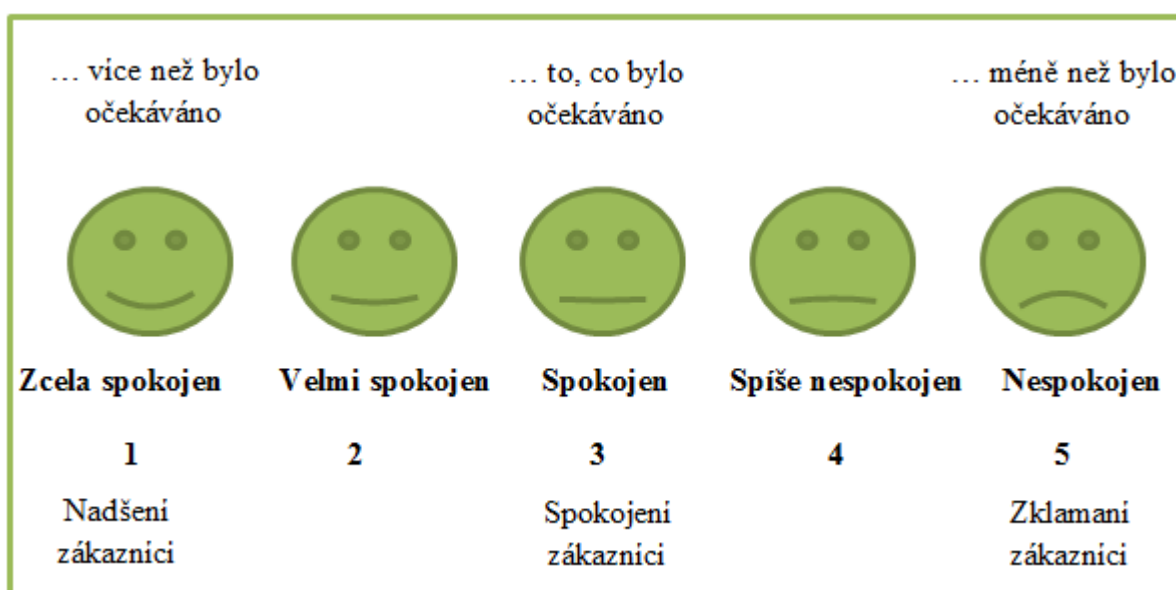 … více než bylo
očekáváno
… to, co bylo
očekáváno
… méně než bylo
očekáváno
Zcela spokojen
Velmi spokojen
Spokojen
Spíše nespokojen
Nespokojen
1
2
3
4
5
Nadšení
zákazníci
Spokojení
zákazníci
Zklamaní
zákazníci